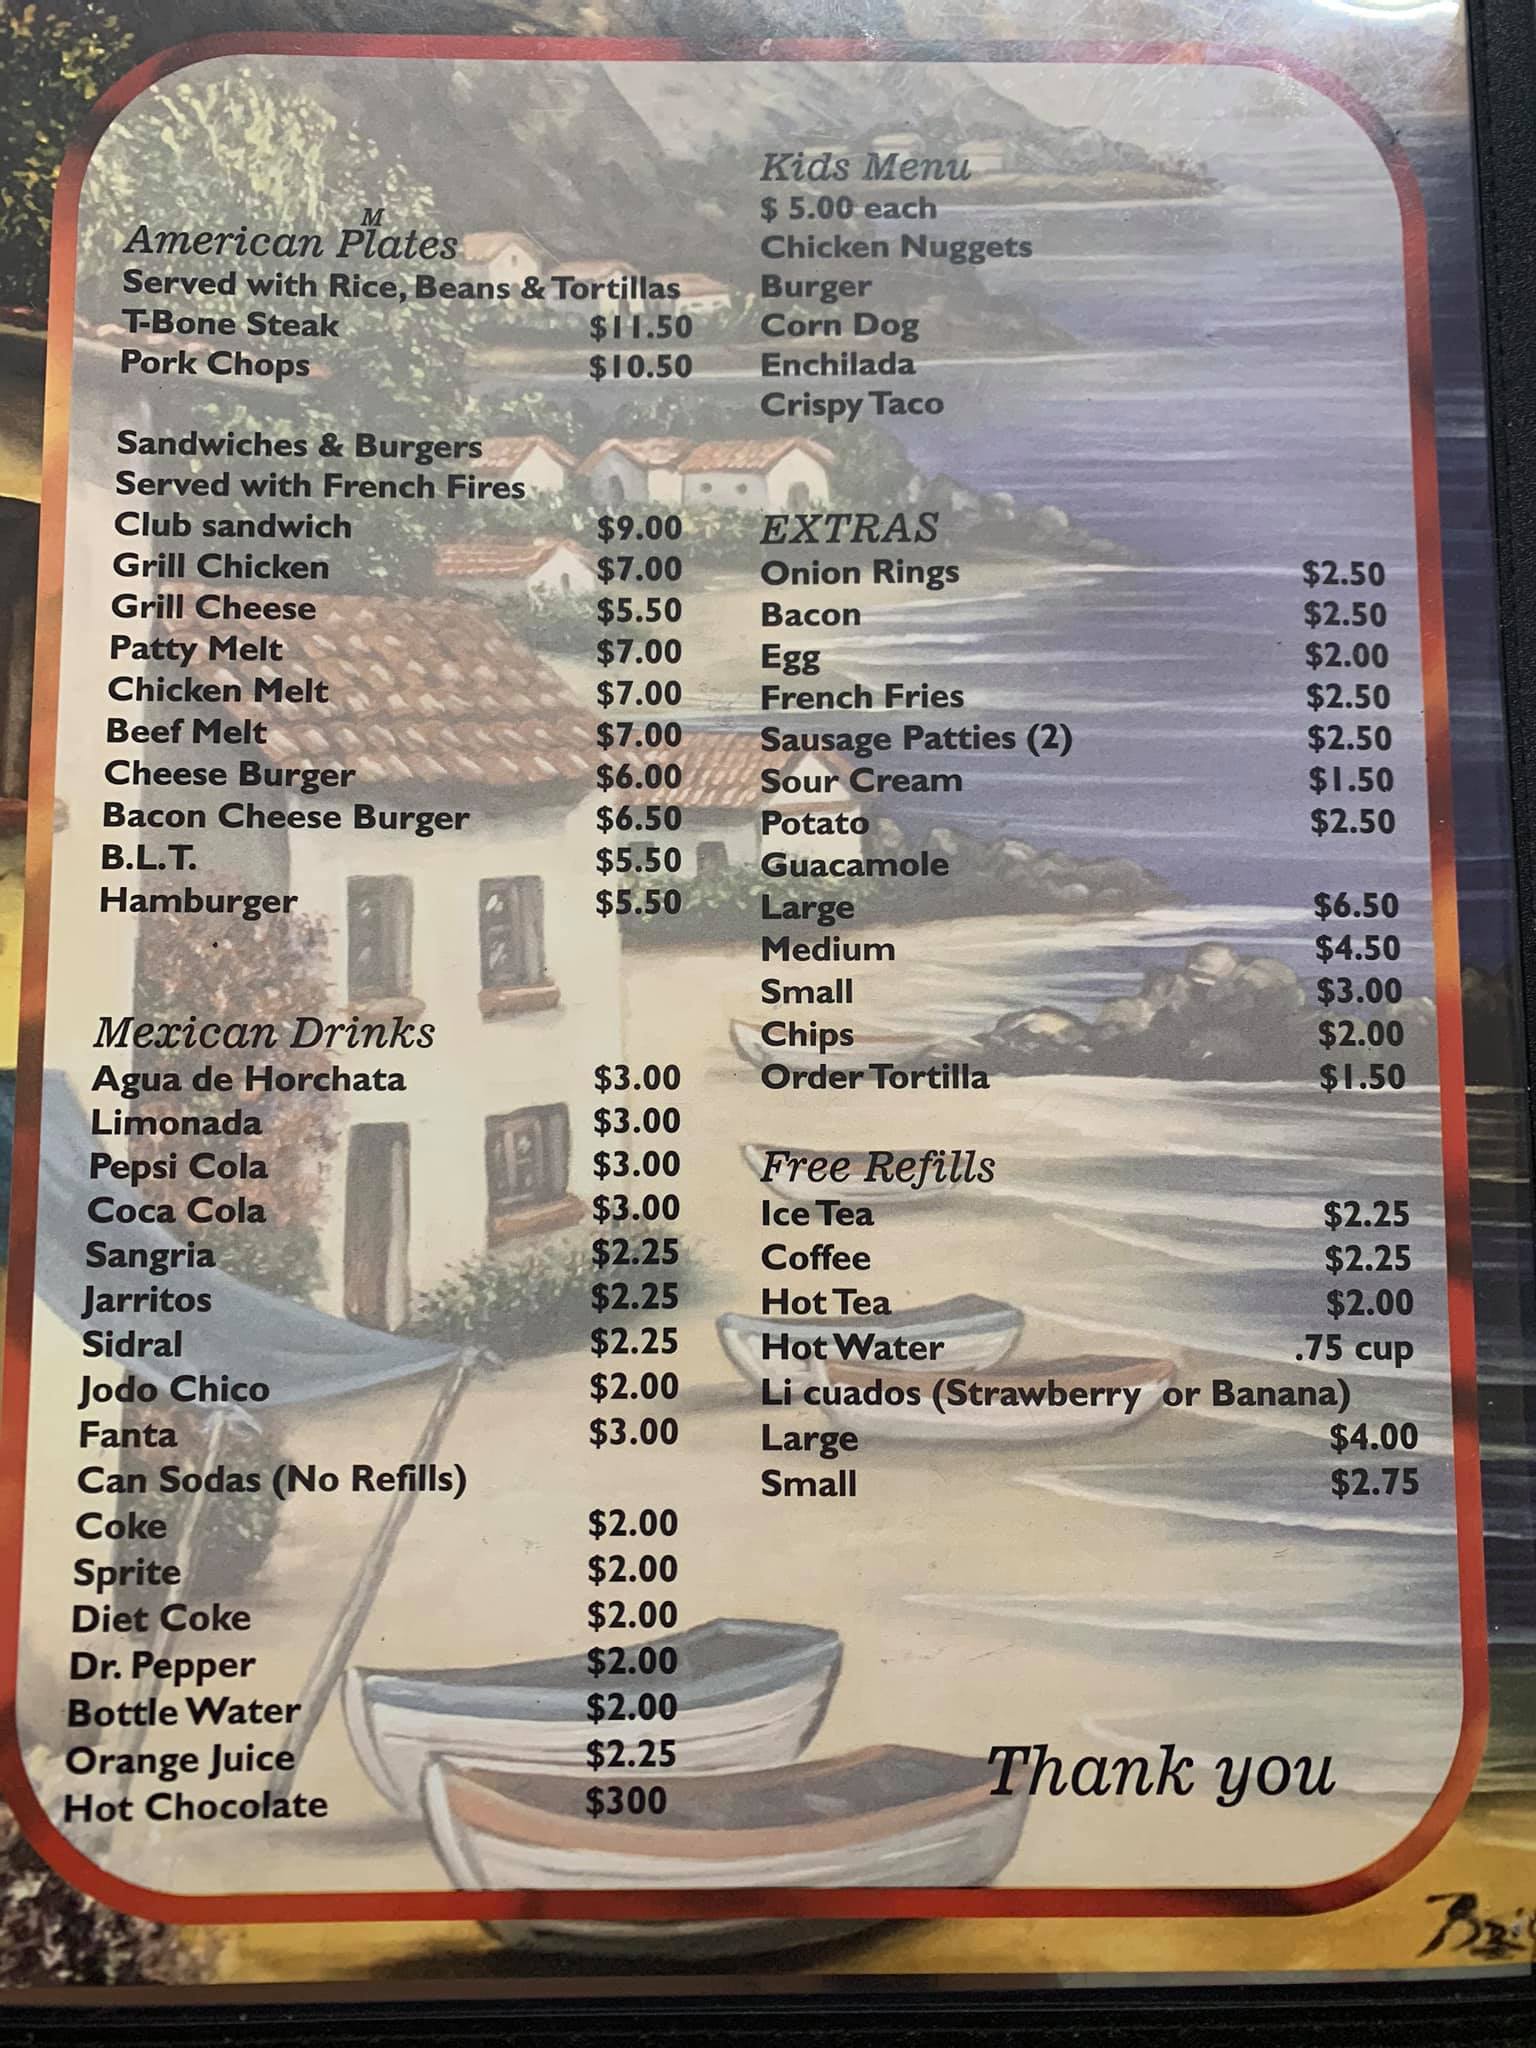 M
American Plates
Served with Rice, Beans & Tortillas
T-Bone Steak $11.50
Pork Chops $10.50
Sandwiches & Burgers
Served with French Fires
Club sandwich $9.00
Grill Chicken $7.00
Grill Cheese $5.50
Patty Melt $7.00
Chicken Melt $7.00
Beef Melt $7.00
Cheese Burger $6.00
Bacon Cheese Burger $6.50
B.L.T. $5.50
Hamburger $5.50
Mexican Drinks
Agua de Horchata $3.00
Limonada $3.00
Pepsi Cola $3.00
Coca Cola $3.00
Sangria $2.25
Jarritos $2.25
Sidral $2.25
Jodo Chico $2.00
Fanta $3.00
Can Sodas (No Refills)
Coke $2.00
Sprite $2.00
Diet Coke $2.00
Dr. Pepper $2.00
Bottle Water $2.00
Orange Juice $2.25
Hot Chocolate $300
Kids Menu
$ 5.00 each
Chicken Nuggets
Burger
Corn Dog
Enchilada
Crispy Taco
EXTRAS
Onion Rings $2.50
Bacon $2.50
Egg $2.00
French Fries $2.50
Sausage Patties (2) $2.50
Sour Cream $1.50
Potato $2.50
Guacamole
Large $6.50
Medium $4.50
Small $3.00
Chips $2.00
Order Tortilla $1.50
Free Refills
Ice Tea $2.25
Coffee $2.25
Hot Tea $2.00
Hot Water .75 cup
Li cuados (Strawberry or Banana)
Large $4.00
Small $2.75
Thank you